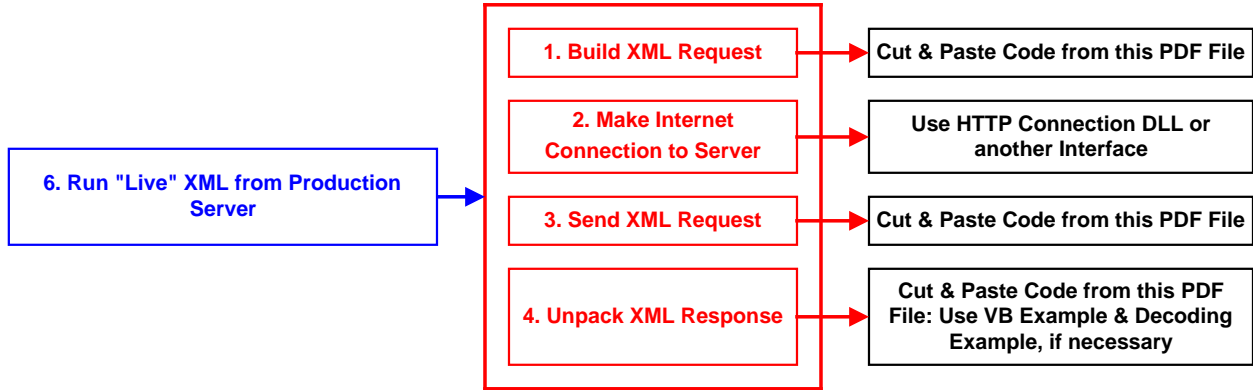 6. Run "Live" XML from Production
Server
1. Build XML Request
Cut & Paste Code from this PDF File
2. Make Internet
Connection to Server
Use HTTP Connection DLL or
another Interface
3. Send XML Request
Cut & Paste Code from this PDF File
4. Unpack XML Response
Cut & Paste Code from this PDF
File: Use VB Example & Decoding
Example, if necessary